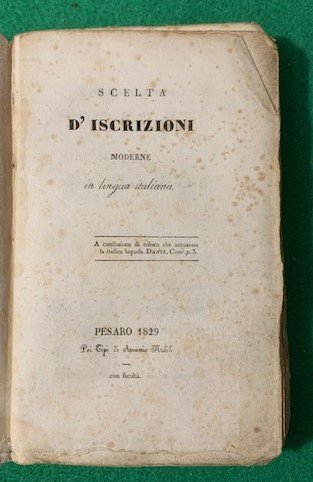 SCELTA
D' ISCRIZIONI
MODERNE
in lingua italiana.
A confusione di coloro che accusano
la italica loquela. DANTE, Conv. p. 5.
PESARO 1829
Pei Tipi di Annesio Nobili
con facoltà.